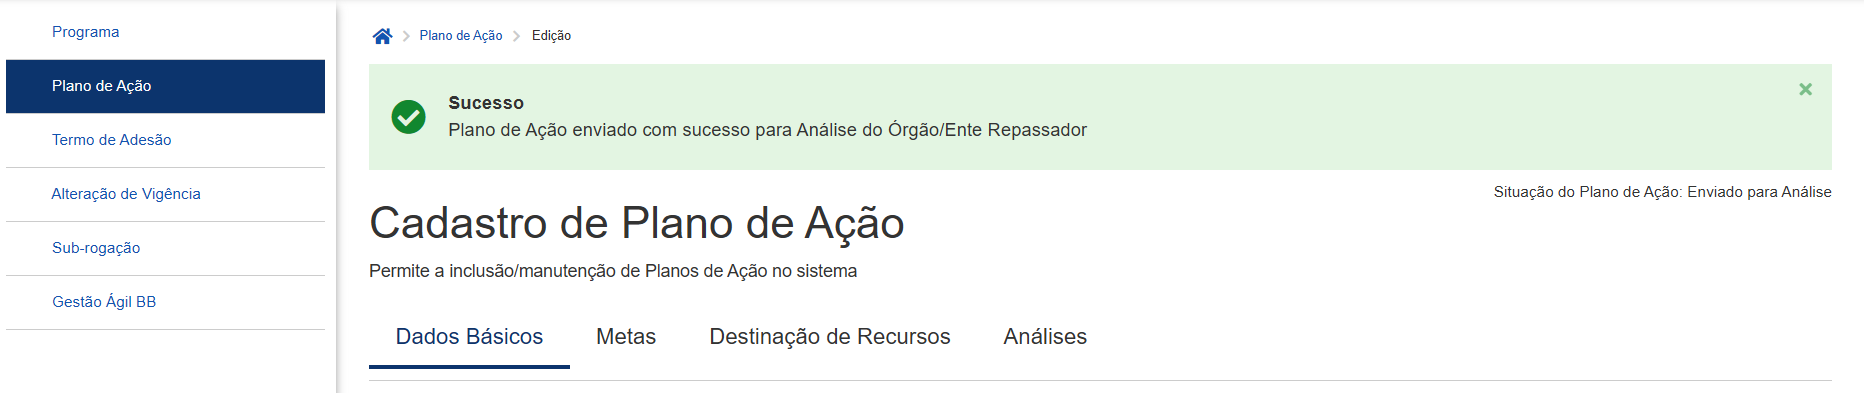 Programa
Plano de Ação
Termo de Adesão
Alteração de Vigência
Sub-rogação
Gestão Ágil BB
Plano de Ação
Edição
Sucesso
Plano de Ação enviado com sucesso para Análise do Órgão/Ente Repassador
Situação do Plano de Ação: Enviado para Análise
Cadastro de Plano de Ação
Permite a inclusão/manutenção de Planos de Ação no sistema
Dados Básicos
Metas
Destinação de Recursos
Análises